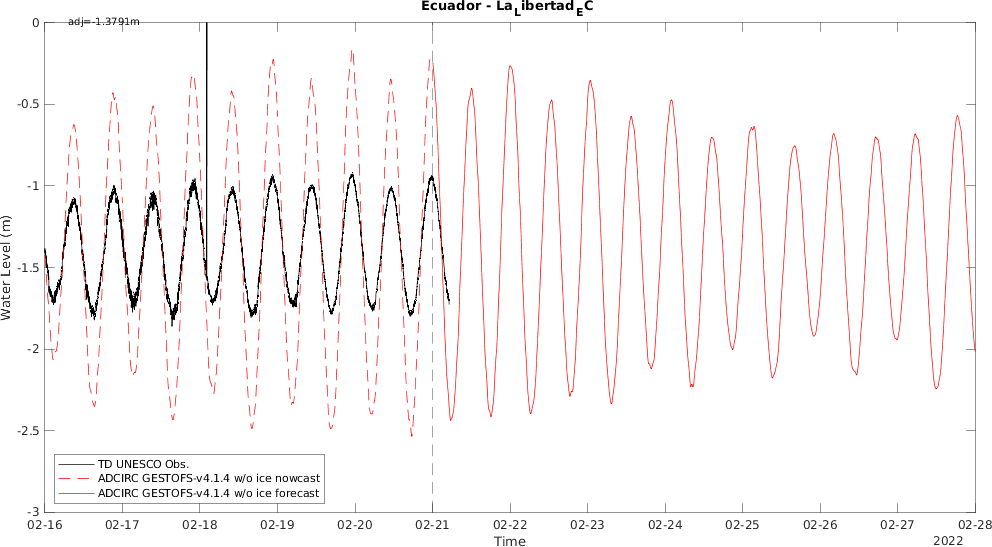 Ecuador - LaLibertadEC
adj=-1.3791m
0
-0.5
-1
-1.5
-2
-2.5
-3
Water Level (m)
TD UNESCO Obs.
ADCIRC GESTOFS-v4.1.4 w/o ice nowcast
ADCIRC GESTOFS-v4.1.4 w/o ice forecast
02-16 02-17 02-18 02-19 02-20 02-21 02-22 02-23 02-24 02-25 02-26 02-27 02-28
Time
2022